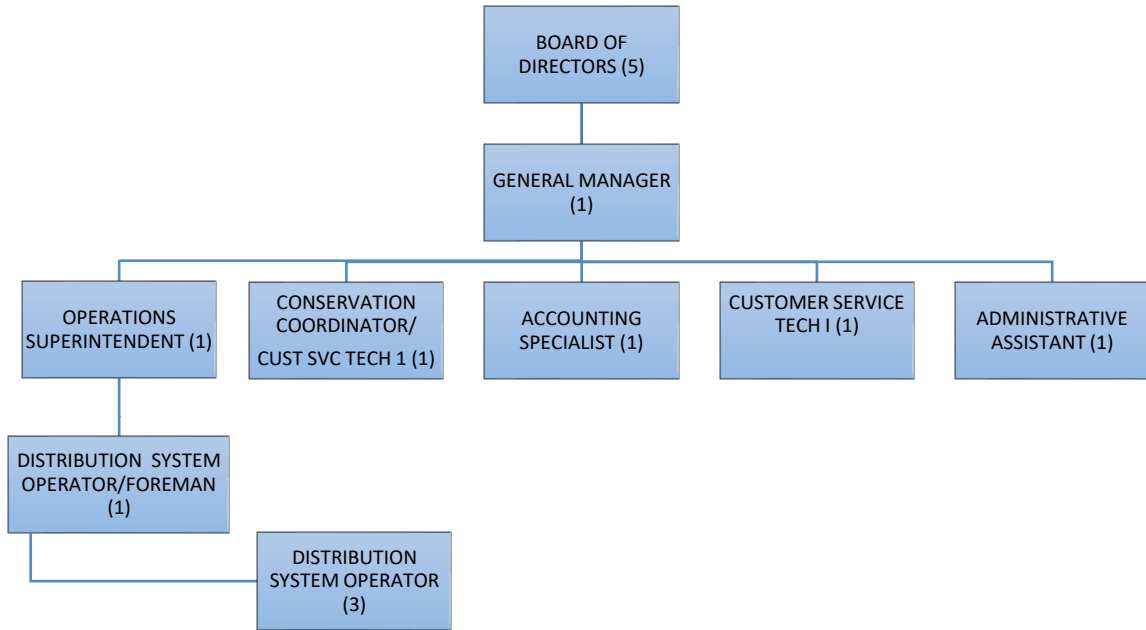 BOARD OF
DIRECTORS (5)
GENERAL MANAGER
(1)
OPERATIONS
SUPERINTENDENT (1)
CONSERVATION
COORDINATOR/
CUST SVC TECH 1 (1)
ACCOUNTING
SPECIALIST (1)
CUSTOMER SERVICE
TECH I (1)
ADMINISTRATIVE
ASSISTANT (1)
DISTRIBUTION SYSTEM
OPERATOR/FOREMAN
(1)
DISTRIBUTION
SYSTEM OPERATOR
(3)